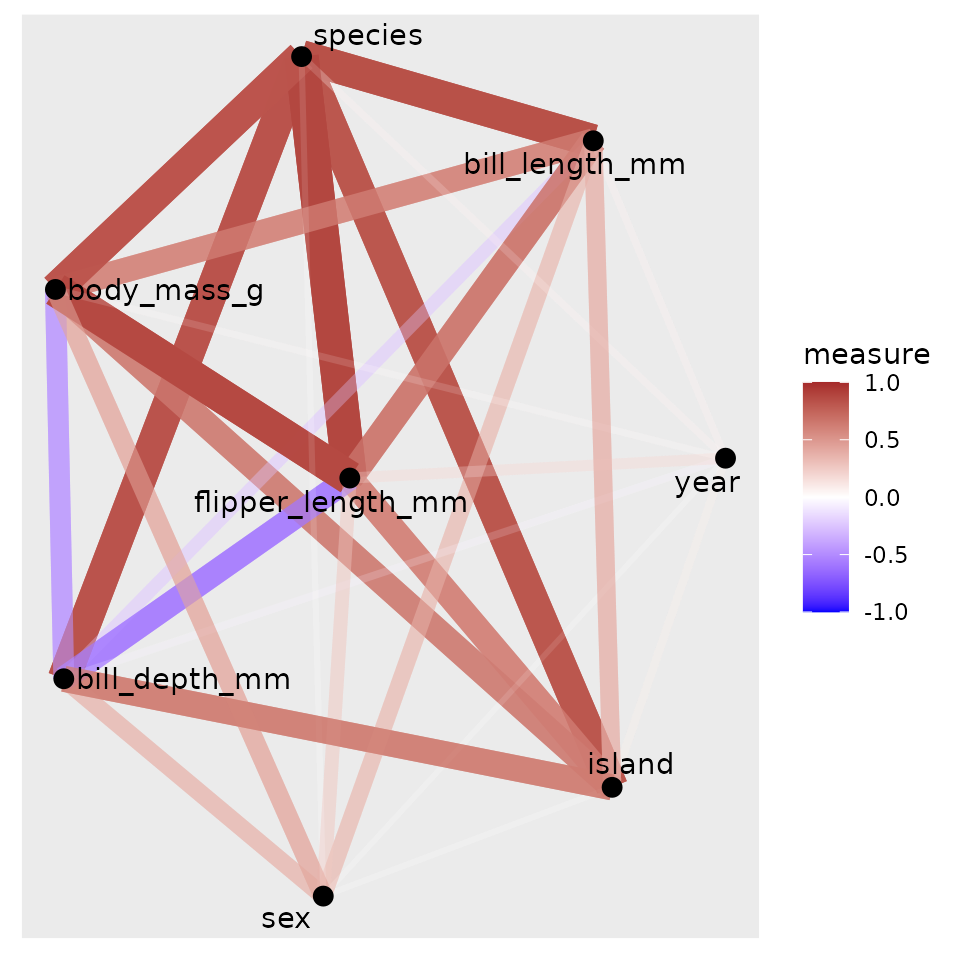 species
bill_length_mm
body_mass_g
measure
1.0
0.5
0.0
-0.5
-1.0
year
flipper_length_mm
bill_depth_mm
island
sex